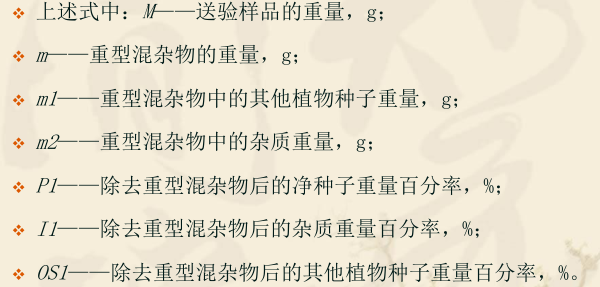 上述式中：M——送验样品的重量，g；
m——重型混杂物的重量，g；
m1——重型混杂物中的其他植物种子重量，g；
m2——重型混杂物中的杂质重量，g；
P1——除去重型混杂物后的净种子重量百分率，%；
I1——除去重型混杂物后的杂质重量百分率，%；
OS1——除去重型混杂物后的其他植物种子重量百分率，%。